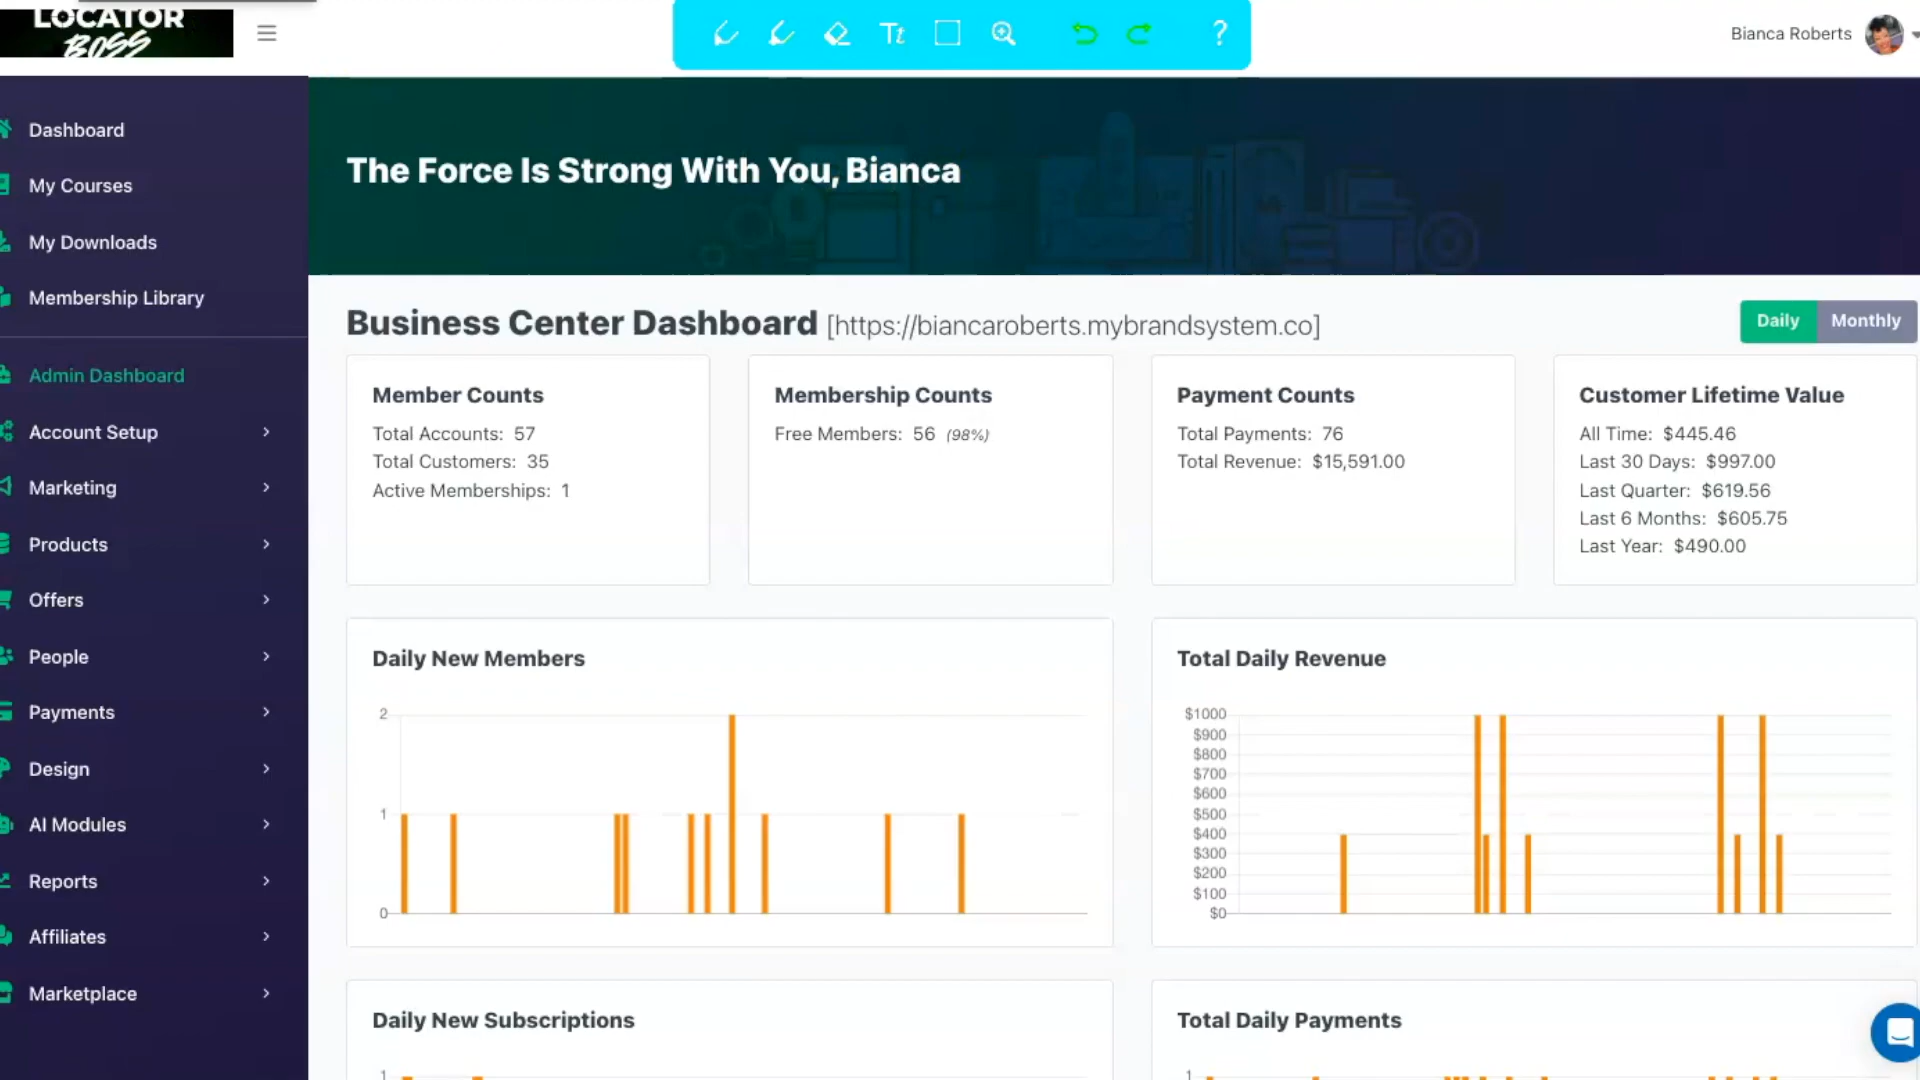 LOCATOR
BOSS
Tt
?
Bianca Roberts
Dashboard
My Courses
My Downloads
Membership Library
Admin Dashboard
Account Setup
Marketing
Products
Offers
People
Payments
Design
AI Modules
Reports
Affiliates
Marketplace
The Force Is Strong With You, Bianca
Business Center Dashboard [https://biancaroberts.mybrandsystem.co]
Daily Monthly
Member Counts
Total Accounts: 57
Total Customers: 35
Active Memberships: 1
Membership Counts
Free Members: 56 (98%)
Payment Counts
Total Payments: 76
Total Revenue: $15,591.00
Customer Lifetime Value
All Time: $445.46
Last 30 Days: $997.00
Last Quarter: $619.56
Last 6 Months: $605.75
Last Year: $490.00
Daily New Members
2
1
0
Total Daily Revenue
$1000
$900
$800
$700
$600
$500
$400
$300
$200
$100
$0
Daily New Subscriptions
1
Total Daily Payments
1